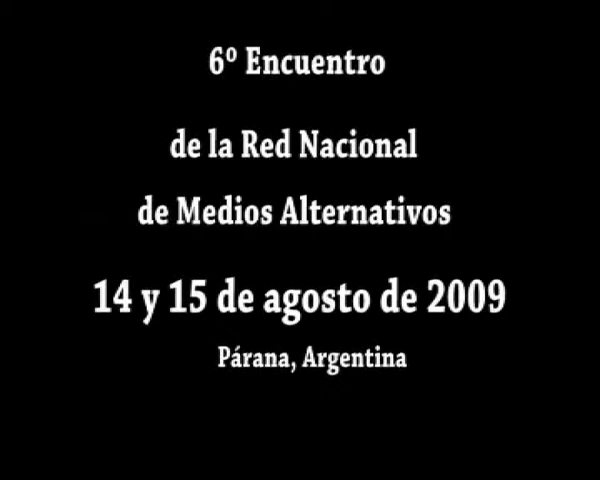 6º Encuentro
de la Red Nacional
de Medios Alternativos
14 y 15 de agosto de 2009
Párana, Argentina